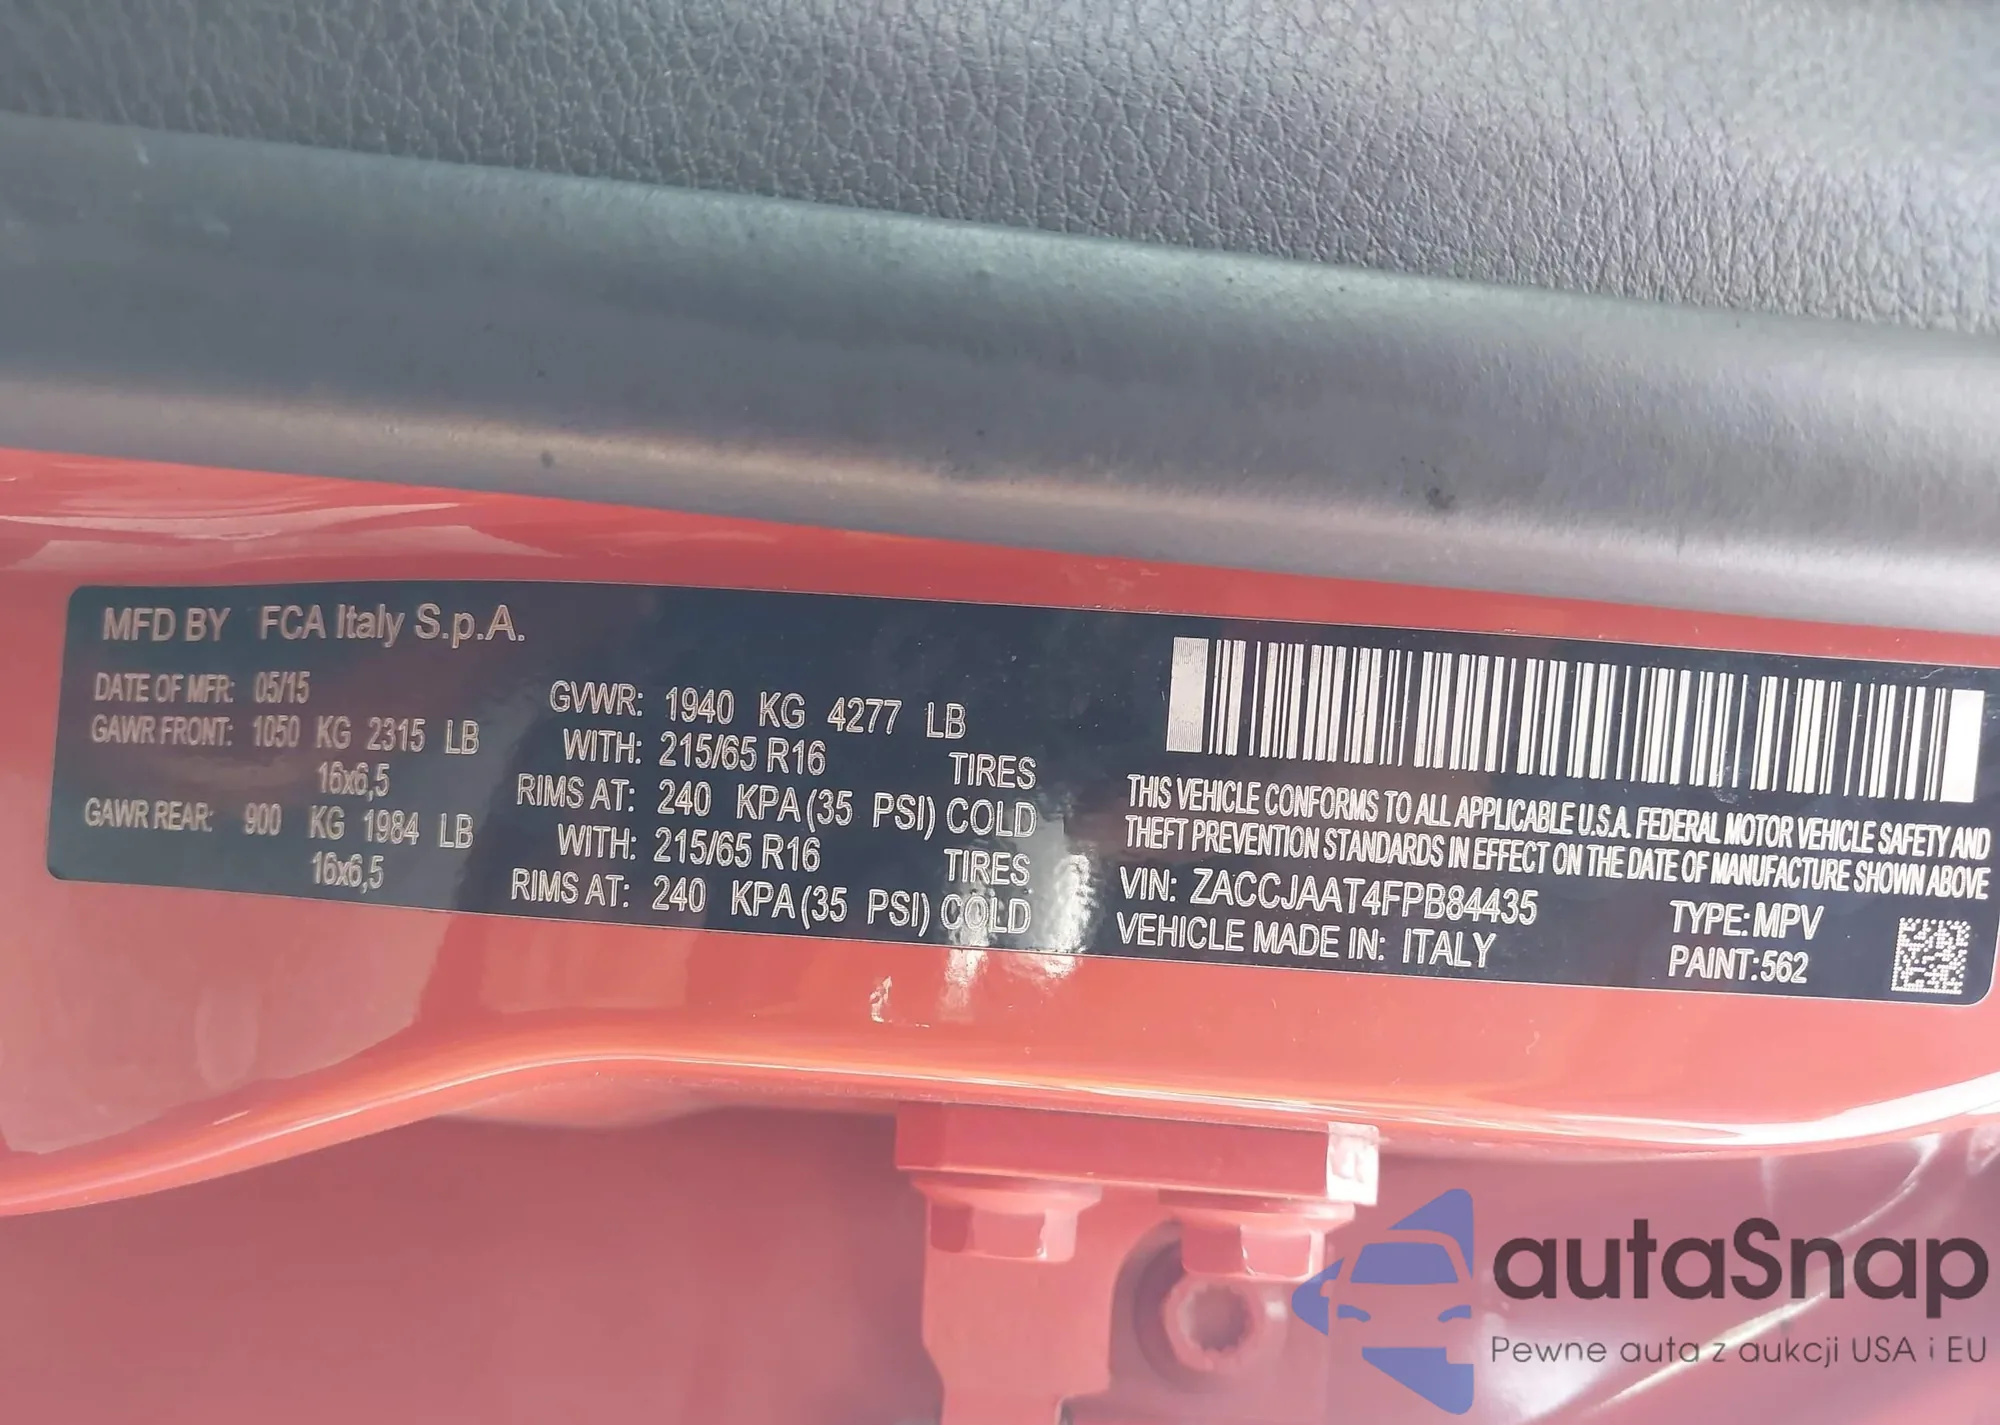 MFD BY FCA Italy S.p.A.
DATE OF MFR: 05/15
GAWR FRONT: 1050 KG 2315 LB
16x6,5
GAWR REAR: 900 KG 1984 LB
16x6,5
GVWR: 1940 KG 4277 LB
WITH: 215/65 R16 TIRES
RIMS AT: 240 KPA(35 PSI) COLD
WITH: 215/65 R16 TIRES
RIMS AT: 240 KPA(35 PSI) COLD
THIS VEHICLE CONFORMS TO ALL APPLICABLE U.S.A. FEDERAL MOTOR VEHICLE SAFETY AND
THEFT PREVENTION STANDARDS IN EFFECT ON THE DATE OF MANUFACTURE SHOWN ABOVE
VIN: ZACCJAAT4FPB84435 TYPE: MPV
VEHICLE MADE IN: ITALY PAINT: 562
autaSnap
Pewne auta z aukcji USA i EU